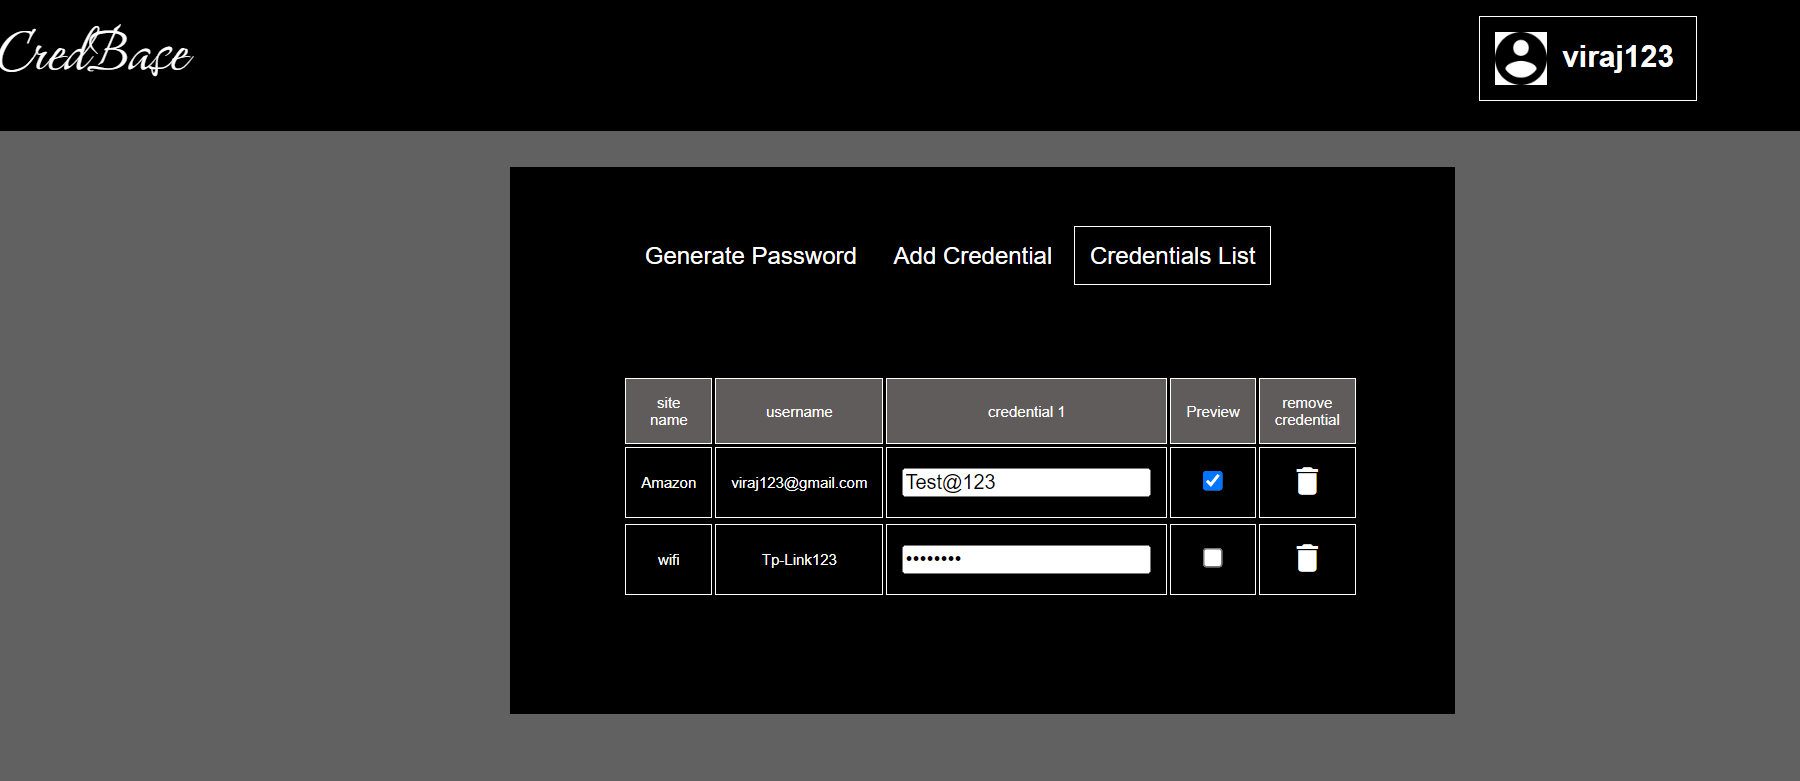 CredBase
viraj123
Generate Password Add Credential Credentials List
site name username credential 1 Preview remove credential
Amazon viraj123@gmail.com Test@123
wifi Tp-Link123 ••••••••